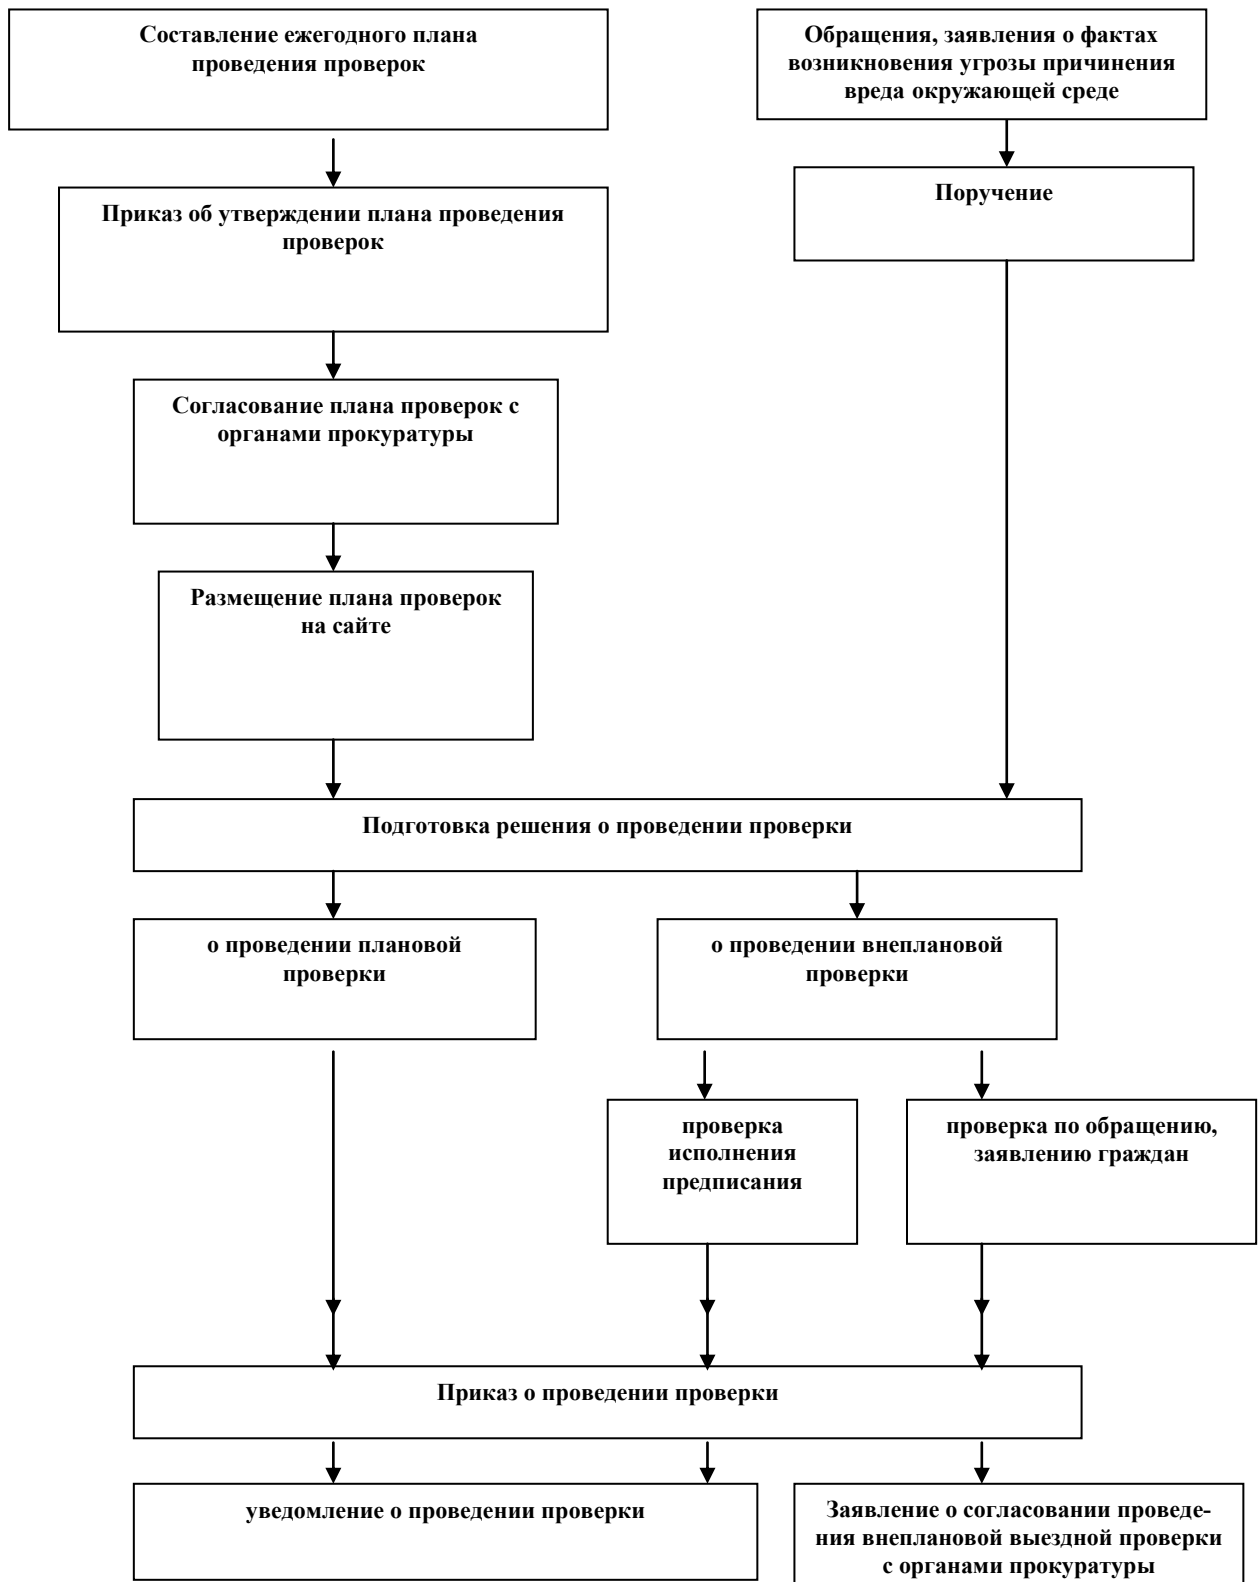 Составление ежегодного плана
проведения проверок
Обращения, заявления о фактах
возникновения угрозы причинения
вреда окружающей среде
Поручение
Приказ об утверждении плана проведения
проверок
Согласование плана проверок с
органами прокуратуры
Размещение плана проверок
на сайте
Подготовка решения о проведении проверки
о проведении плановой
проверки
о проведении внеплановой
проверки
проверка
исполнения
предписания
проверка по обращению,
заявлению граждан
Приказ о проведении проверки
уведомление о проведении проверки
Заявление о согласовании проведе-
ния внеплановой выездной проверки
с органами прокуратуры